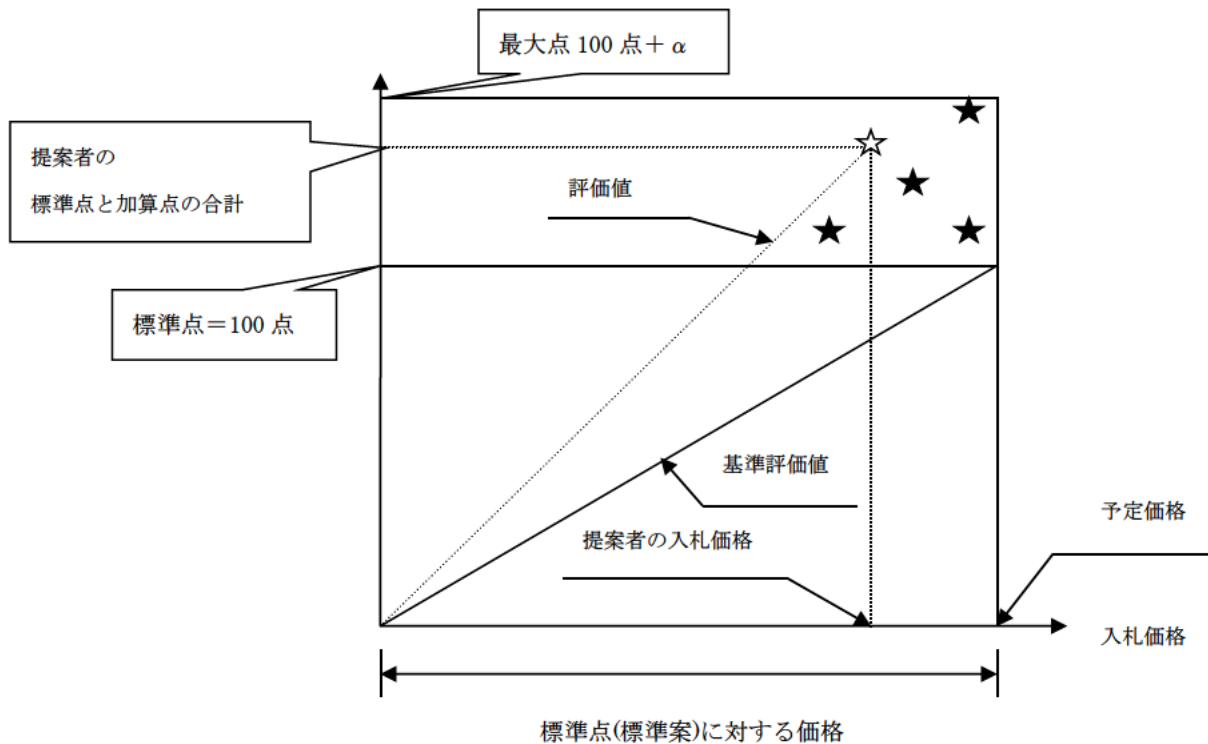 最大点 100 点＋α
提案者の
標準点と加算点の合計
評価値
標準点＝100 点
基準評価値
予定価格
提案者の入札価格
入札価格
標準点(標準案)に対する価格